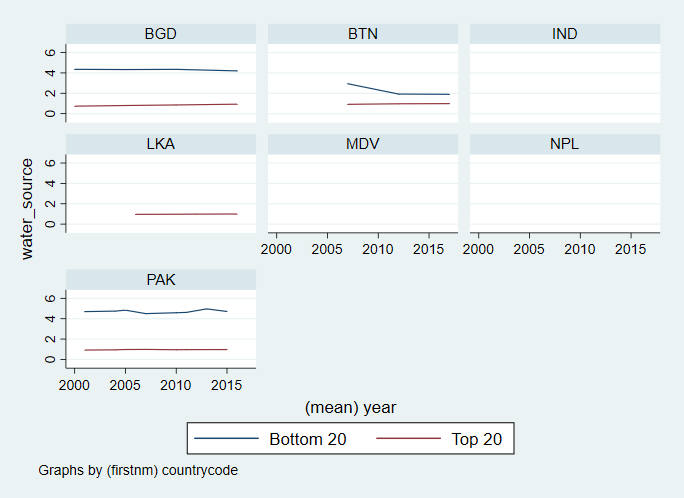 BGD BTN IND
6
4
2
0
LKA MDV NPL
6
4
2
0
2000 2005 2010 2015 2000 2005 2010 2015
PAK
6
4
2
0
2000 2005 2010 2015
water_source
(mean) year
Bottom 20 Top 20
Graphs by (firstnm) countrycode